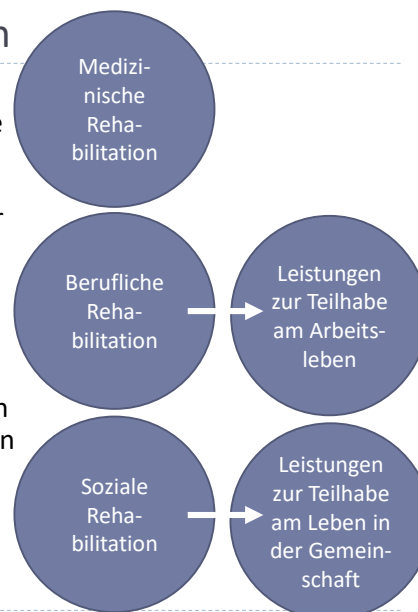 Medizi-
nische
Reha-
bilitation
Berufliche
Reha-
bilitation
Leistungen
zur Teilhabe
am Arbeits-
leben
Soziale
Reha-
bilitation
Leistungen
zur Teilhabe
am Leben in
der Gemein-
schaft